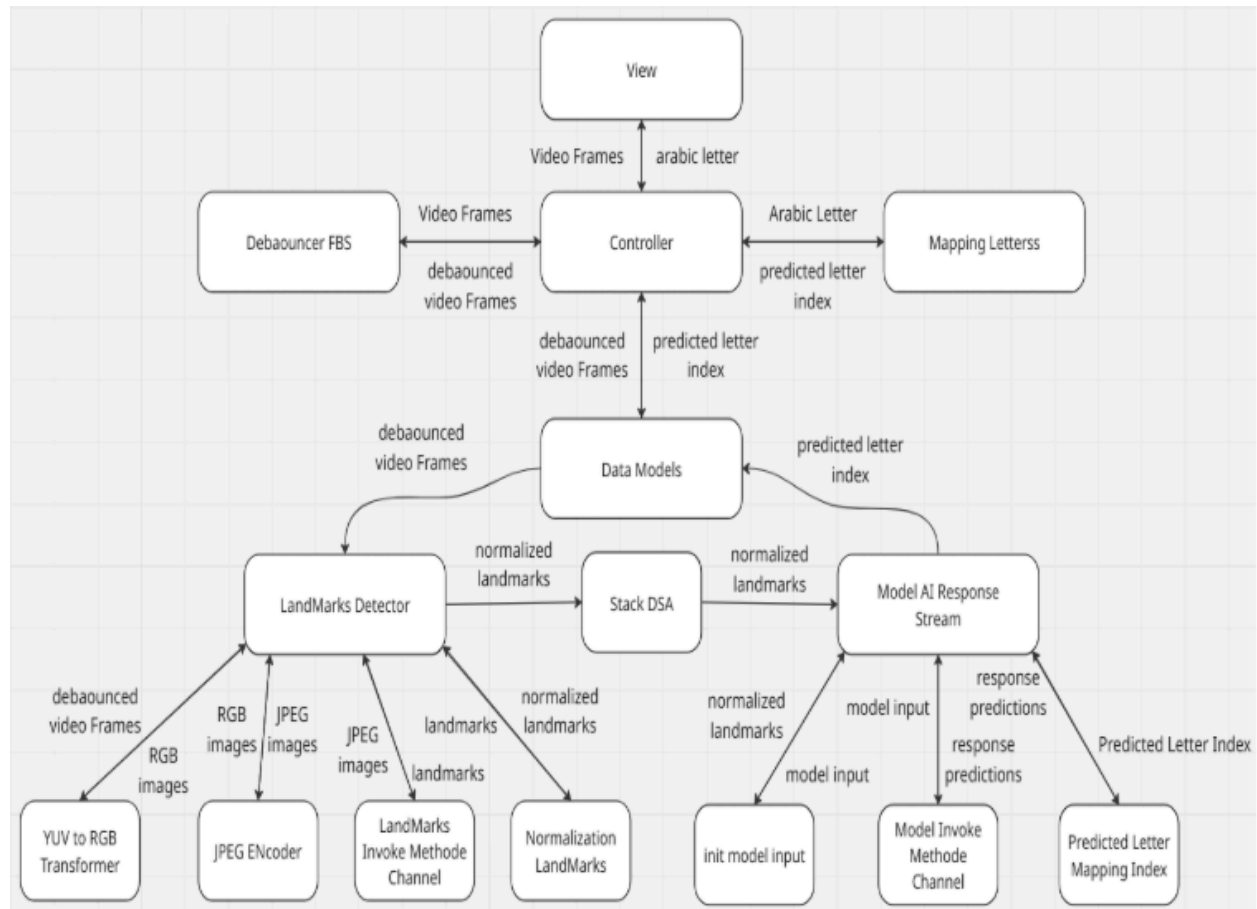 View
Video Frames
arabic letter
Video Frames
Arabic Letter
Debaouncer FBS
Controller
Mapping Letterss
debaounced
video Frames
predicted letter
index
debaounced
video Frames
predicted letter
index
debaounced
video Frames
Data Models
predicted letter
index
normalized
landmarks
normalized
landmarks
LandMarks Detector
Stack DSA
Model AI Response
Stream
debaounced
video Frames
RGB
images
RGB
images
JPEG
images
JPEG
images
landmarks
landmarks
normalized
landmarks
normalized
landmarks
model input
model input
response
predictions
response
predictions
Predicted Letter Index
YUV to RGB
Transformer
JPEG ENcoder
LandMarks
Invoke Methode
Channel
Normalization
LandMarks
init model input
Model Invoke
Methode
Channel
Predicted Letter
Mapping Index